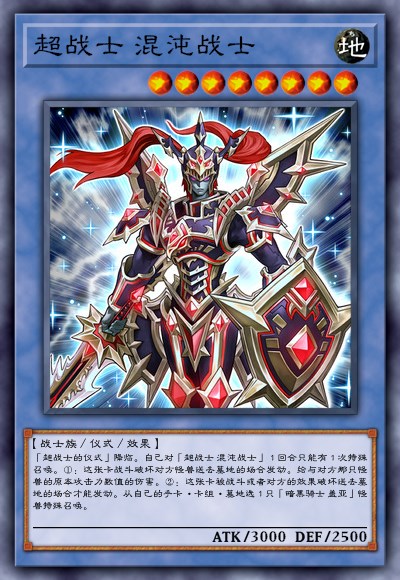 超战士 混沌战士
地
【战士族／仪式／效果】
「超战士的仪式」降临。自己对「超战士 混沌战士」1回合只能有1次特殊
召唤。①：这张卡战斗破坏对方怪兽送去墓地的场合发动。给与对方那只怪
兽的原本攻击力数值的伤害。②：这张卡被战斗或者对方的效果破坏送去墓
地的场合才能发动。从自己的手卡·卡组·墓地选1只「暗黑骑士 盖亚」怪
兽特殊召唤。
ATK/3000 DEF/2500